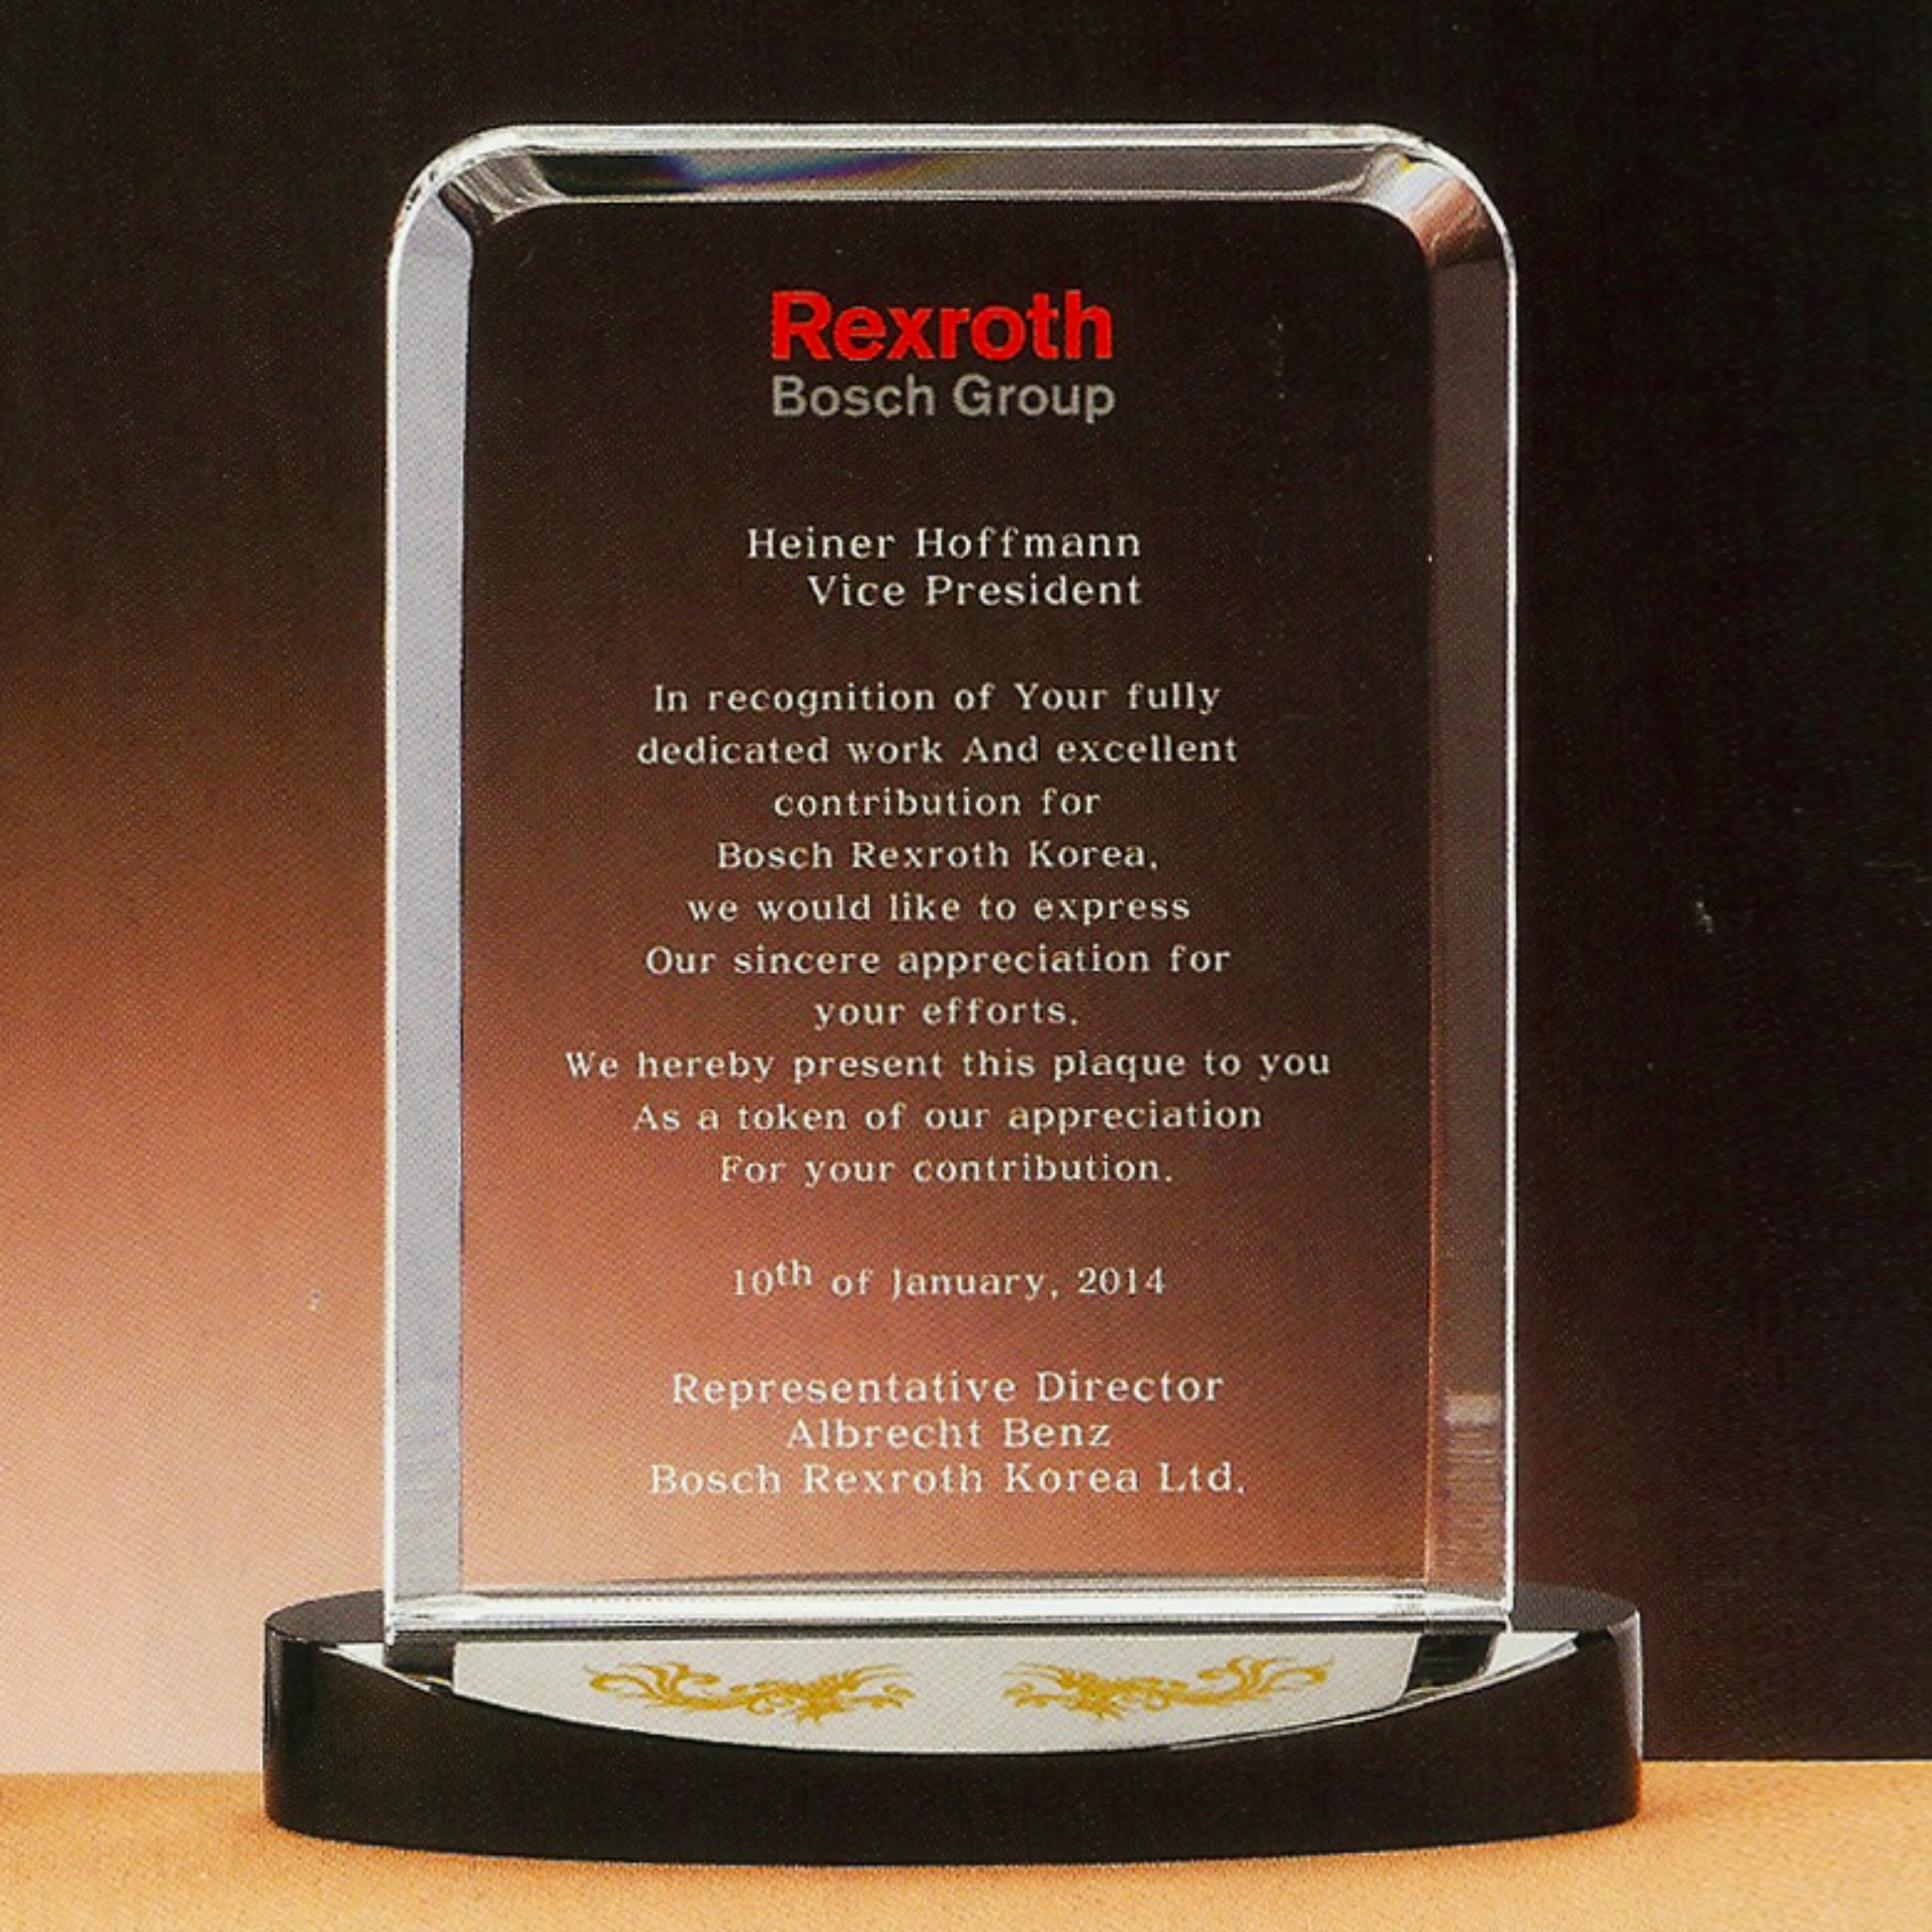 Rexroth
Bosch Group
Heiner Hoffmann
Vice President
In recognition of Your fully
dedicated work And excellent
contribution for
Bosch Rexroth Korea,
we would like to express
Our sincere appreciation for
your efforts.
We hereby present this plaque to you
As a token of our appreciation
For your contribution.
10th of January, 2014
Representative Director
Albrecht Benz
Bosch Rexroth Korea Ltd.